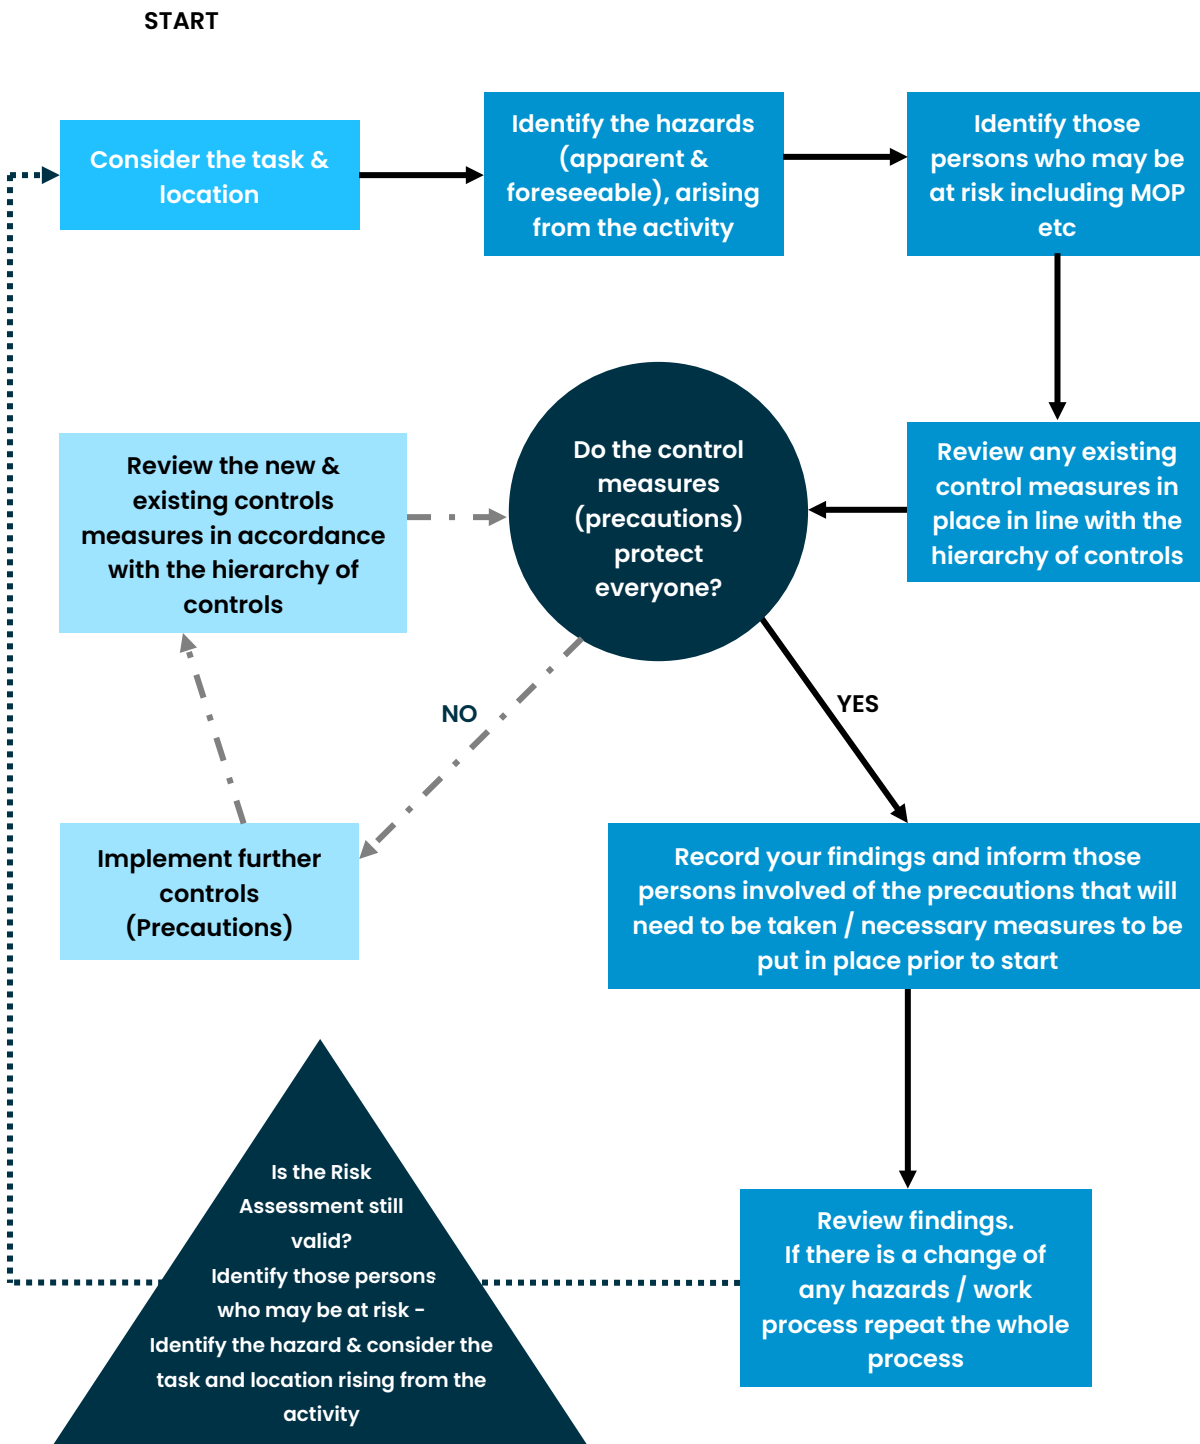 START
Consider the task &
location
Identify the hazards
(apparent &
foreseeable), arising
from the activity
Identify those
persons who may be
at risk including MOP
etc
Review any existing
control measures in
place in line with the
hierarchy of controls
Do the control
measures
(precautions)
protect
everyone?
Review the new &
existing controls
measures in accordance
with the hierarchy of
controls
NO
YES
Implement further
controls
(Precautions)
Record your findings and inform those
persons involved of the precautions that will
need to be taken / necessary measures to be
put in place prior to start
Review findings.
If there is a change of
any hazards / work
process repeat the whole
process
Is the Risk
Assessment still
valid?
Identify those persons
who may be at risk -
Identify the hazard & consider the
task and location rising from the
activity